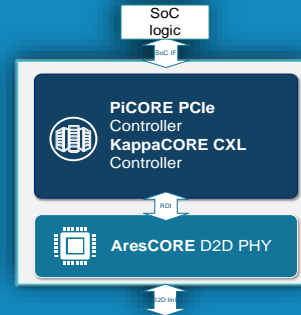 SoC
logic
SoC IF
PiCORE PCIe
Controller
KappaCORE CXL
Controller
RDI
AresCORE D2D PHY
D2D link